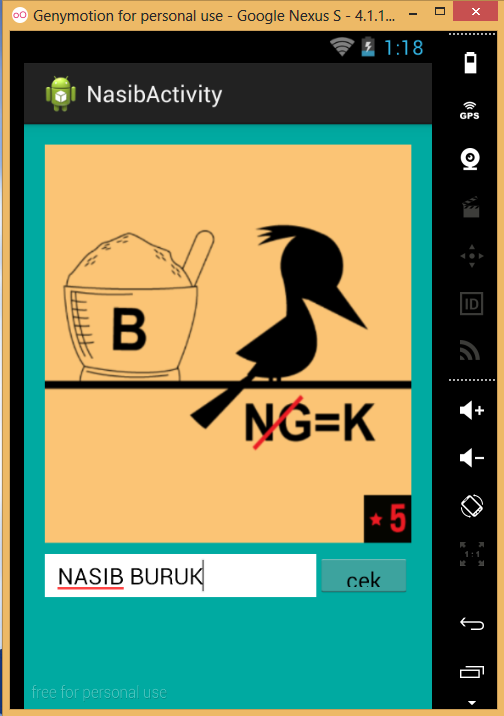 Genymotion for personal use - Google Nexus S - 4.1.1...
1:18
NasibActivity
GPS
B
NG=K
ID
5
1:1
NASIB BURUK
cek
free for personal use